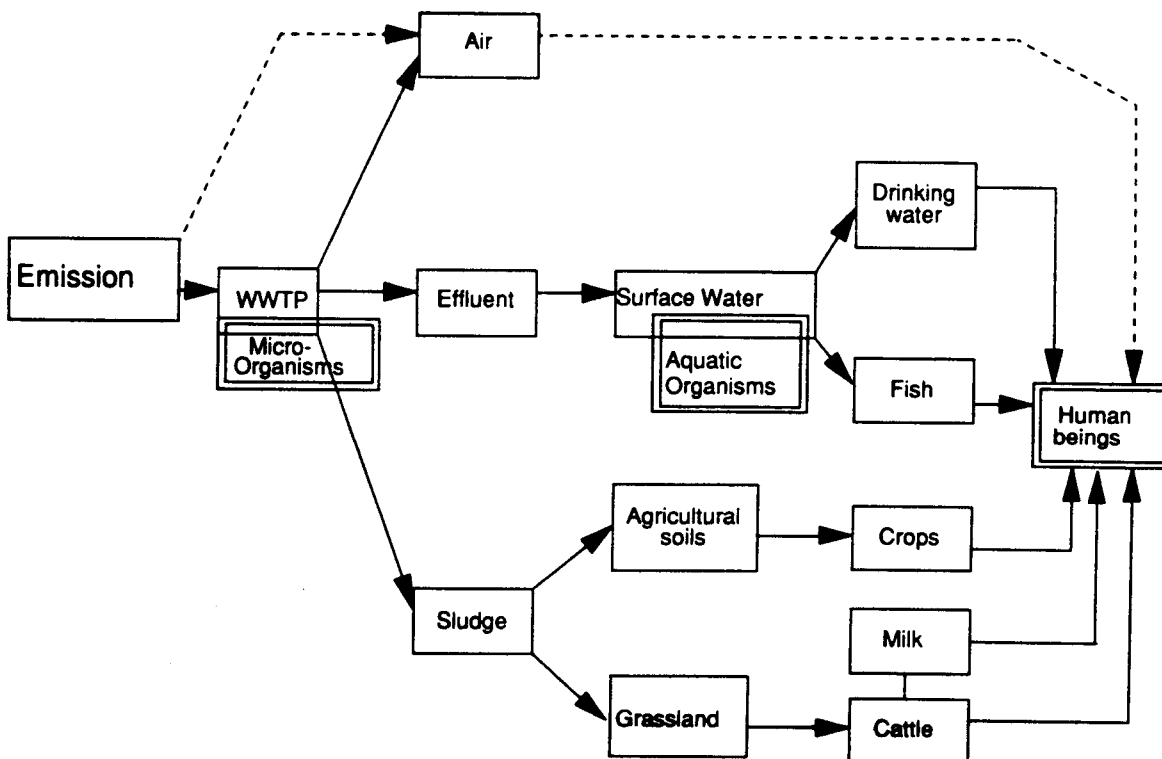 Air
Drinking
water
Emission
WWTP
Effluent
Surface Water
Micro-
Organisms
Aquatic
Organisms
Fish
Human
beings
Agricultural
soils
Crops
Sludge
Milk
Grassland
Cattle